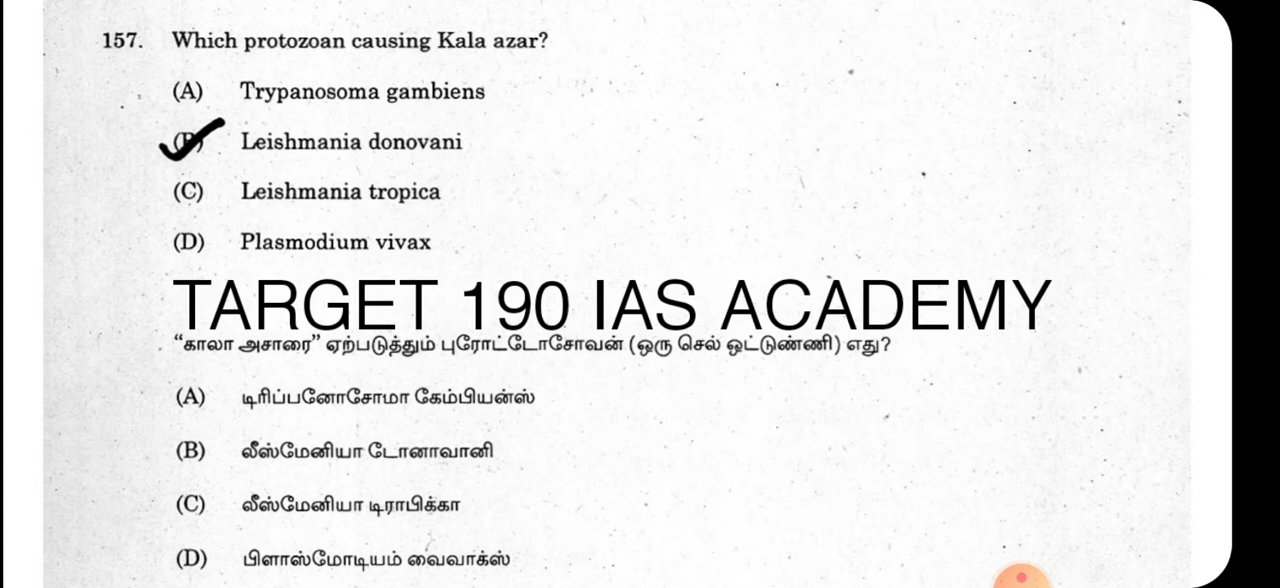 157. Which protozoan causing Kala azar?
(A) Trypanosoma gambiens
(B) Leishmania donovani
(C) Leishmania tropica
(D) Plasmodium vivax
TARGET 190 IAS ACADEMY
“காலா அசாரை” ஏற்படுத்தும் புரோட்டோசோவன் (ஒரு செல் ஒட்டுண்ணி) எது?
(A) டிரிப்பனோசோமா கேம்பியன்ஸ்
(B) லீஸ்மேனியா டோனாவானி
(C) லீஸ்மேனியா டிராபிக்கா
(D) பிளாஸ்மோடியம் வைவாக்ஸ்